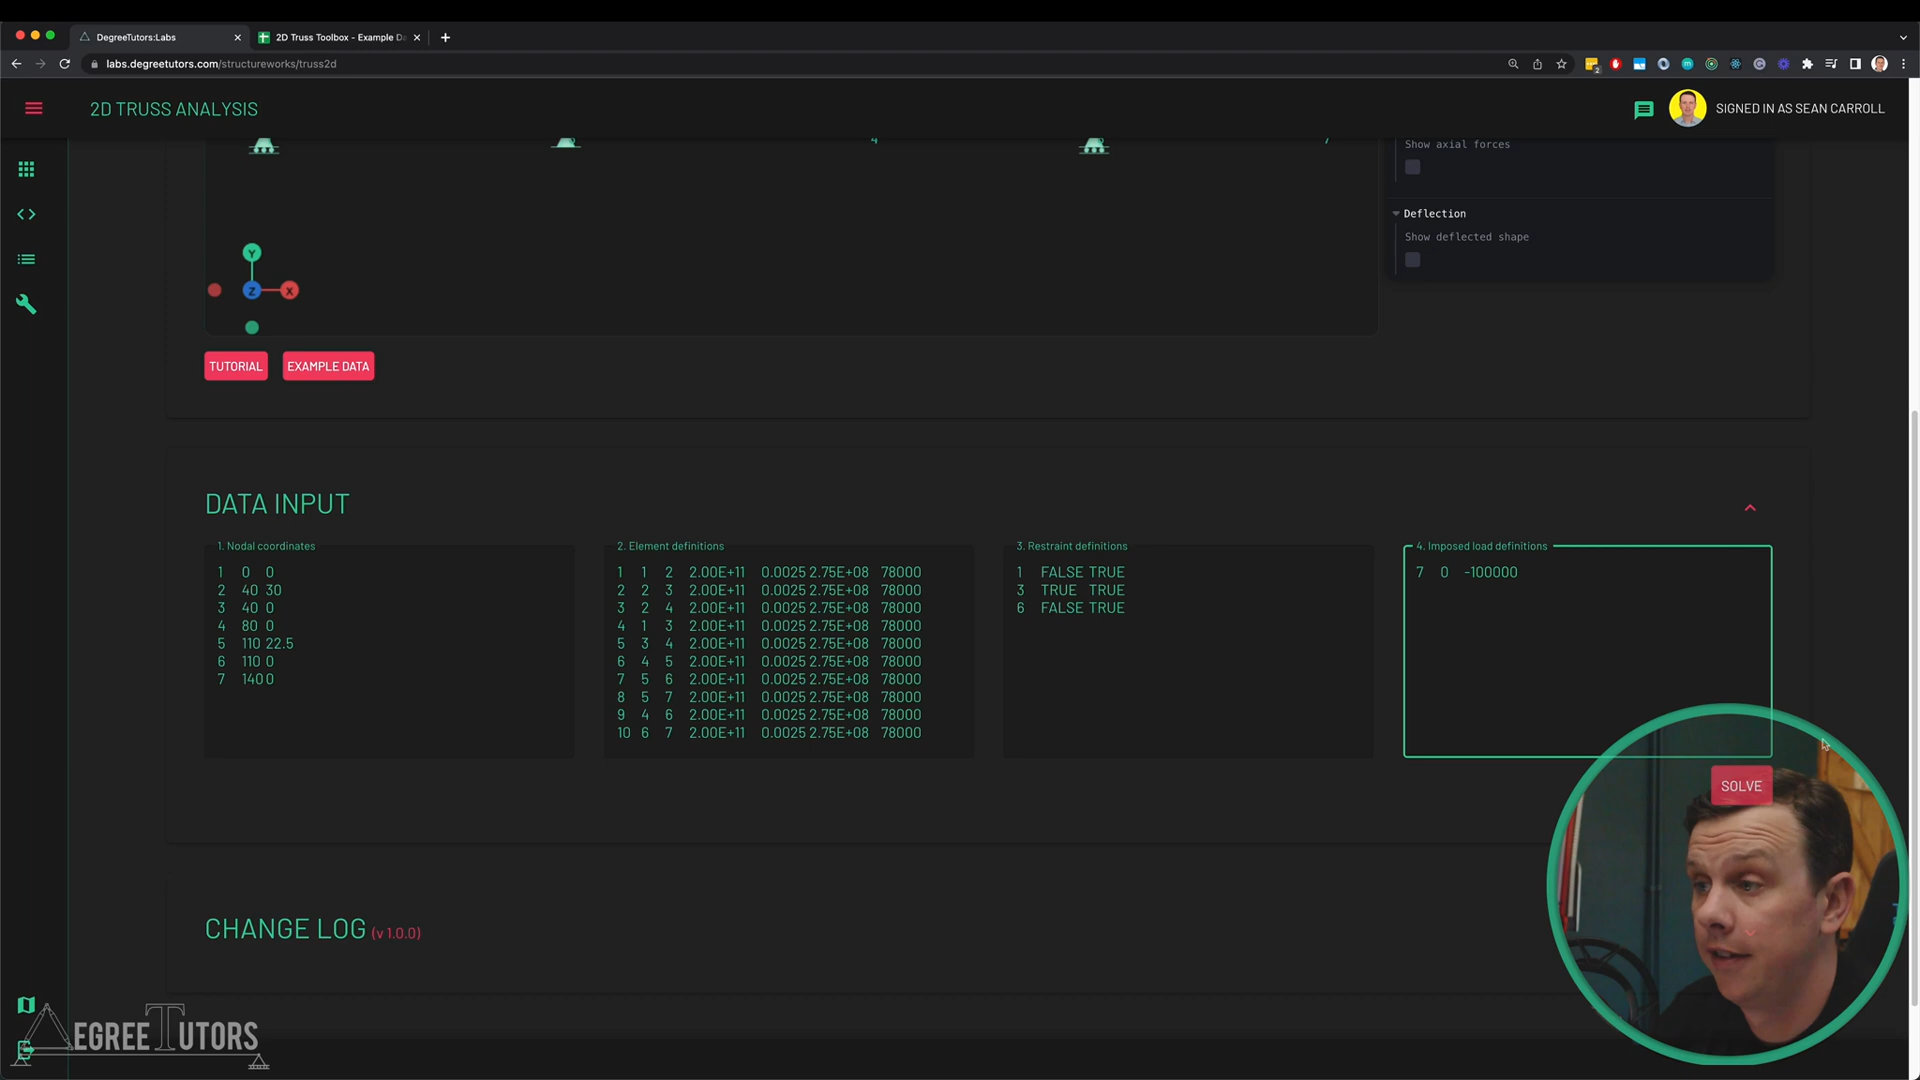 DegreeTutors:Labs
2D Truss Toolbox - Example Da
labs.degreetutors.com/structureworks/truss2d
2
2D TRUSS ANALYSIS
SIGNED IN AS SEAN CARROLL
4
7
Show axial forces
Deflection
Show deflected shape
Y
Z
X
TUTORIAL
EXAMPLE DATA
DATA INPUT
1. Nodal coordinates
1 0 0
2 40 30
3 40 0
4 80 0
5 110 22.5
6 110 0
7 140 0
2. Element definitions
1 1 2 2.00E+11 0.0025 2.75E+08 78000
2 2 3 2.00E+11 0.0025 2.75E+08 78000
3 2 4 2.00E+11 0.0025 2.75E+08 78000
4 1 3 2.00E+11 0.0025 2.75E+08 78000
5 3 4 2.00E+11 0.0025 2.75E+08 78000
6 4 5 2.00E+11 0.0025 2.75E+08 78000
7 5 6 2.00E+11 0.0025 2.75E+08 78000
8 5 7 2.00E+11 0.0025 2.75E+08 78000
9 4 6 2.00E+11 0.0025 2.75E+08 78000
10 6 7 2.00E+11 0.0025 2.75E+08 78000
3. Restraint definitions
1 FALSE TRUE
3 TRUE TRUE
6 FALSE TRUE
4. Imposed load definitions
7 0 -100000
SOLVE
CHANGE LOG (v 1.0.0)
DEGREE TUTORS